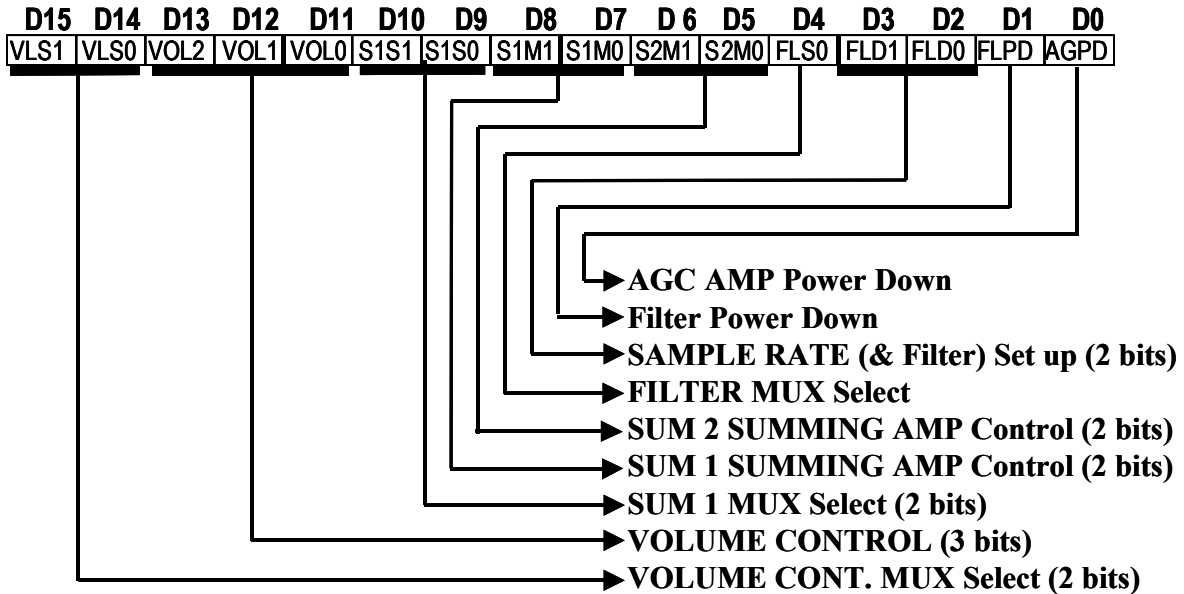 D15 D14 D13 D12 D11 D10 D9 D8 D7 D 6 D5 D4 D3 D2 D1 D0
VLS1 VLS0 VOL2 VOL1 VOL0 S1S1 S1S0 S1M1 S1M0 S2M1 S2M0 FLS0 FLD1 FLD0 FLPD AGPD
AGC AMP Power Down
Filter Power Down
SAMPLE RATE (& Filter) Set up (2 bits)
FILTER MUX Select
SUM 2 SUMMING AMP Control (2 bits)
SUM 1 SUMMING AMP Control (2 bits)
SUM 1 MUX Select (2 bits)
VOLUME CONTROL (3 bits)
VOLUME CONT. MUX Select (2 bits)